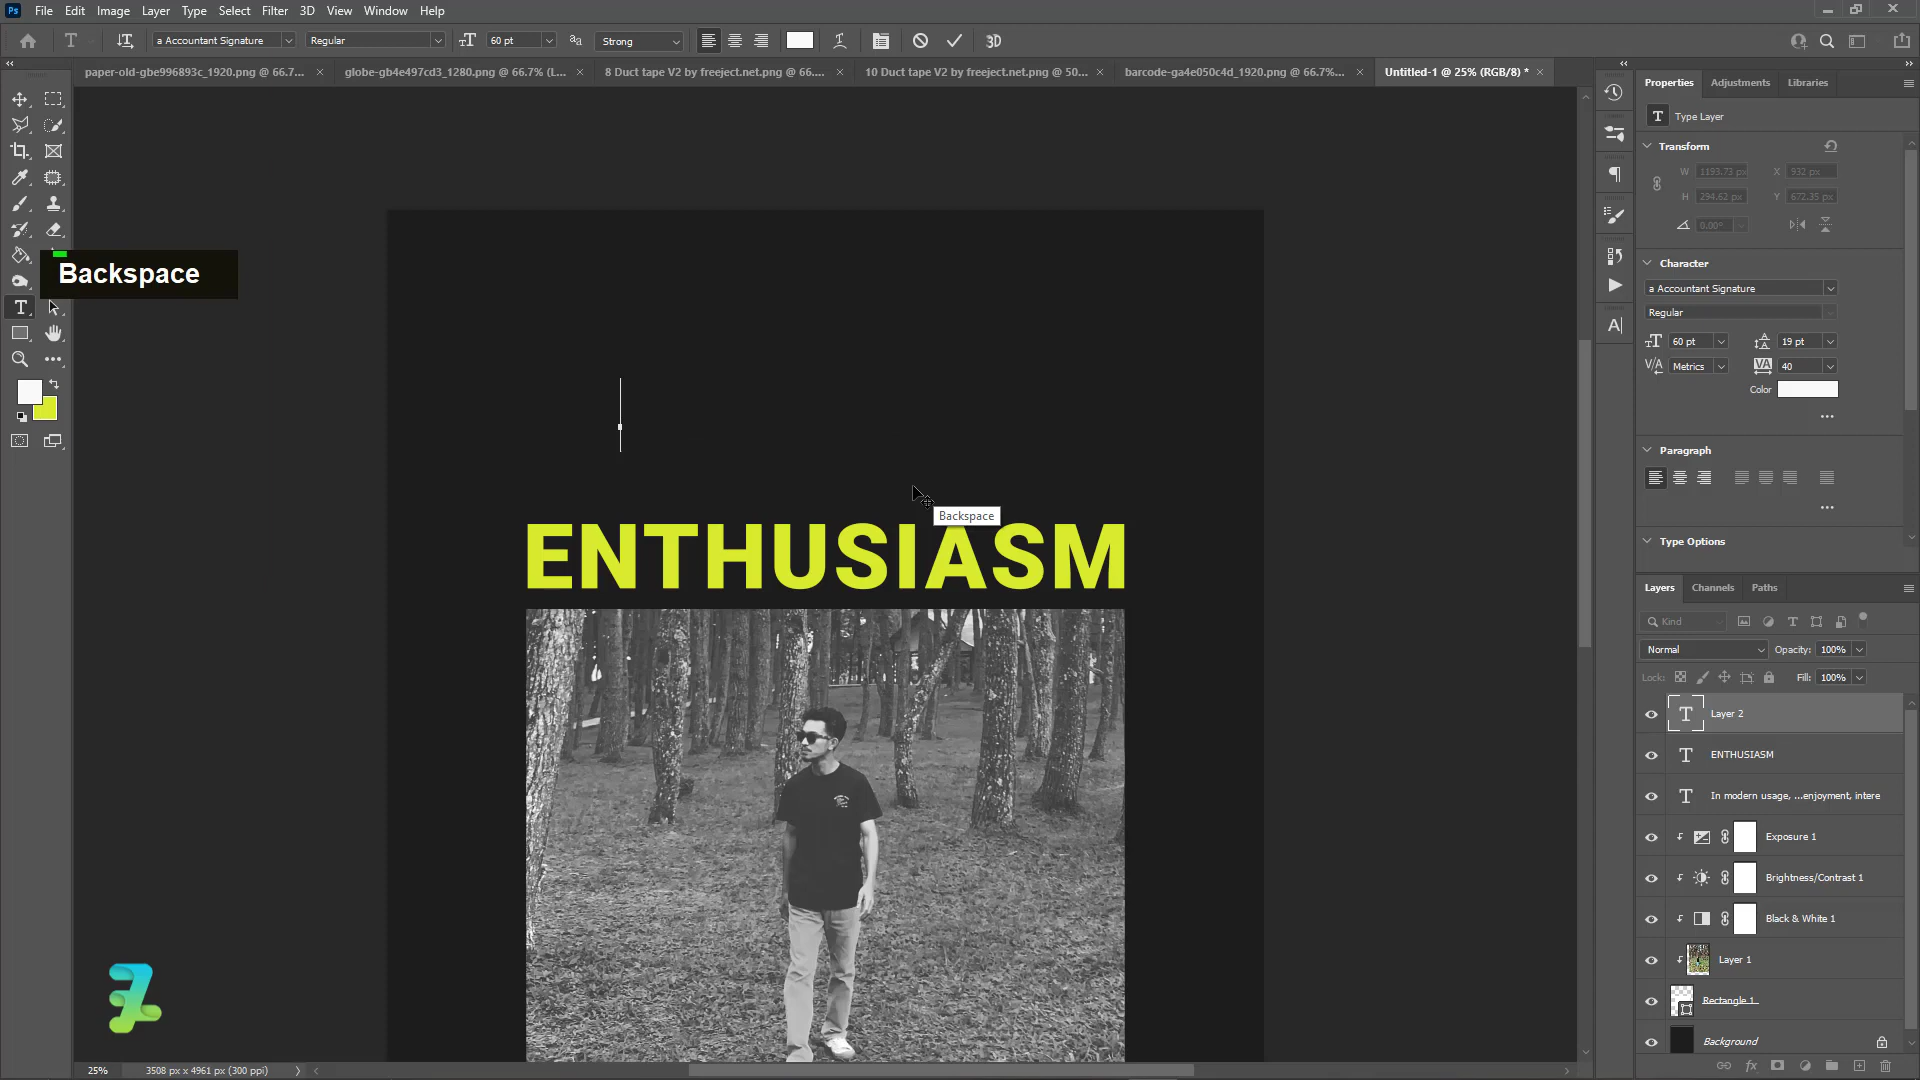 Ps File Edit Image Layer Type Select Filter 3D View Window Help
a Accountant Signature Regular 60 pt Strong 3D
paper-old-gbe996893c_1920.png @ 66.7... × globe-gb4e497cd3_1280.png @ 66.7% (L... × 8 Duct tape V2 by freeject.net.png @ 66.... × 10 Duct tape V2 by freeject.net.png @ 50... × barcode-ga4e050c4d_1920.png @ 66.7%... × Untitled-1 @ 25% (RGB/8) * ×
Properties Adjustments Libraries
T Type Layer
Transform
W 1193.73 px X 932 px
H 294.62 px Y 672.35 px
0.00°
Backspace
Character
a Accountant Signature
Regular
60 pt 19 pt
Metrics 40
Color
Paragraph
Backspace
ENTHUSIASM
Type Options
Layers Channels Paths
Kind
Normal Opacity: 100%
Lock: Fill: 100%
T Layer 2
T ENTHUSIASM
T In modern usage, ...enjoyment, intere
Exposure 1
Brightness/Contrast 1
Black & White 1
Layer 1
Rectangle 1
Background
25% 3508 px x 4961 px (300 ppi)